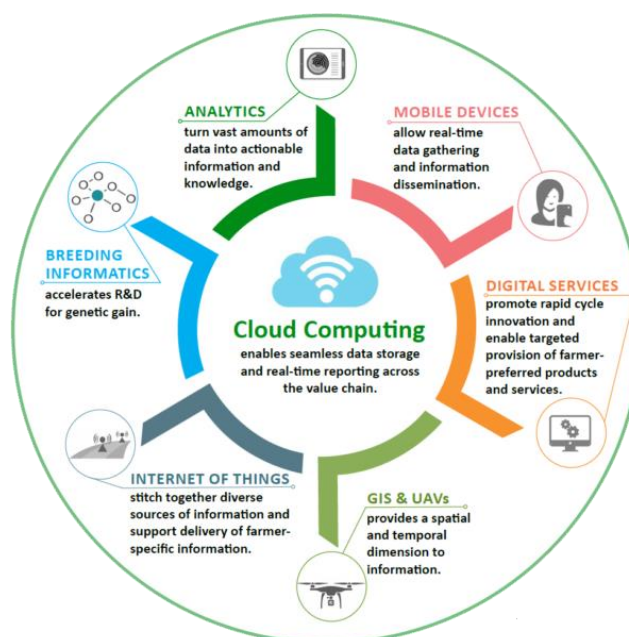 ANALYTICS
turn vast amounts of
data into actionable
information and
knowledge.
MOBILE DEVICES
allow real-time
data gathering
and information
dissemination.
BREEDING
INFORMATICS
accelerates R&D
for genetic gain.
Cloud Computing
enables seamless data storage
and real-time reporting across
the value chain.
DIGITAL SERVICES
promote rapid cycle
innovation and
enable targeted
provision of farmer-
preferred products
and services.
INTERNET OF THINGS
stitch together diverse
sources of information and
support delivery of farmer-
specific information.
GIS & UAVs
provides a spatial
and temporal
dimension to
information.